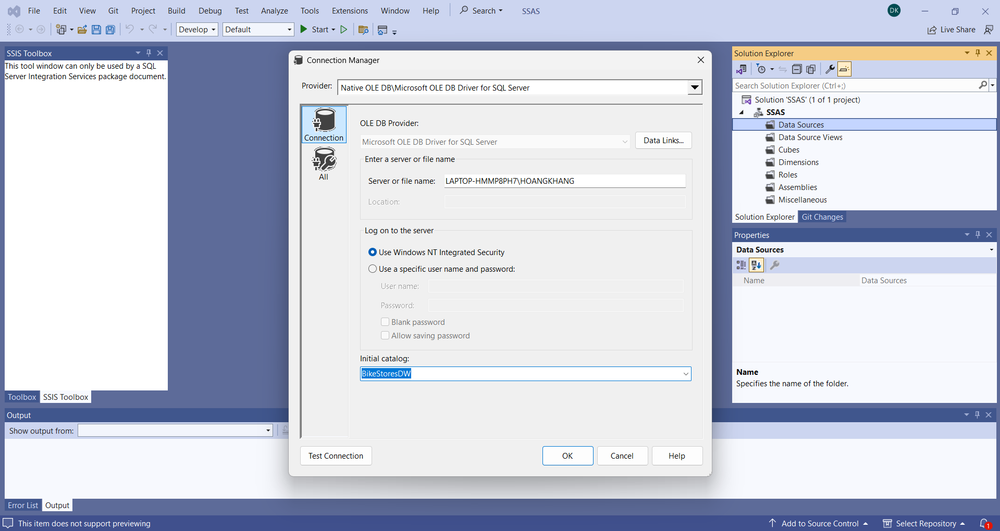 File Edit View Git Project Build Debug Test Analyze Tools Extensions Window Help Search SSAS DK
Develop Default Start Live Share
SSIS Toolbox
This tool window can only be used by a SQL
Server Integration Services package document.
Toolbox SSIS Toolbox
Connection Manager
Provider: Native OLE DB\Microsoft OLE DB Driver for SQL Server
Connection
All
OLE DB Provider:
Microsoft OLE DB Driver for SQL Server Data Links...
Enter a server or file name
Server or file name: LAPTOP-HMMP8PH7\HOANGKHANG
Location:
Log on to the server
Use Windows NT Integrated Security
Use a specific user name and password:
User name:
Password:
Blank password
Allow saving password
Initial catalog:
BikeStoresDW
Test Connection OK Cancel Help
Solution Explorer
Search Solution Explorer (Ctrl+;)
Solution 'SSAS' (1 of 1 project)
SSAS
Data Sources
Data Source Views
Cubes
Dimensions
Roles
Assemblies
Miscellaneous
Solution Explorer Git Changes
Properties
Data Sources
Name Data Sources
Name
Specifies the name of the folder.
Output
Show output from:
Error List Output
This item does not support previewing Add to Source Control Select Repository 1